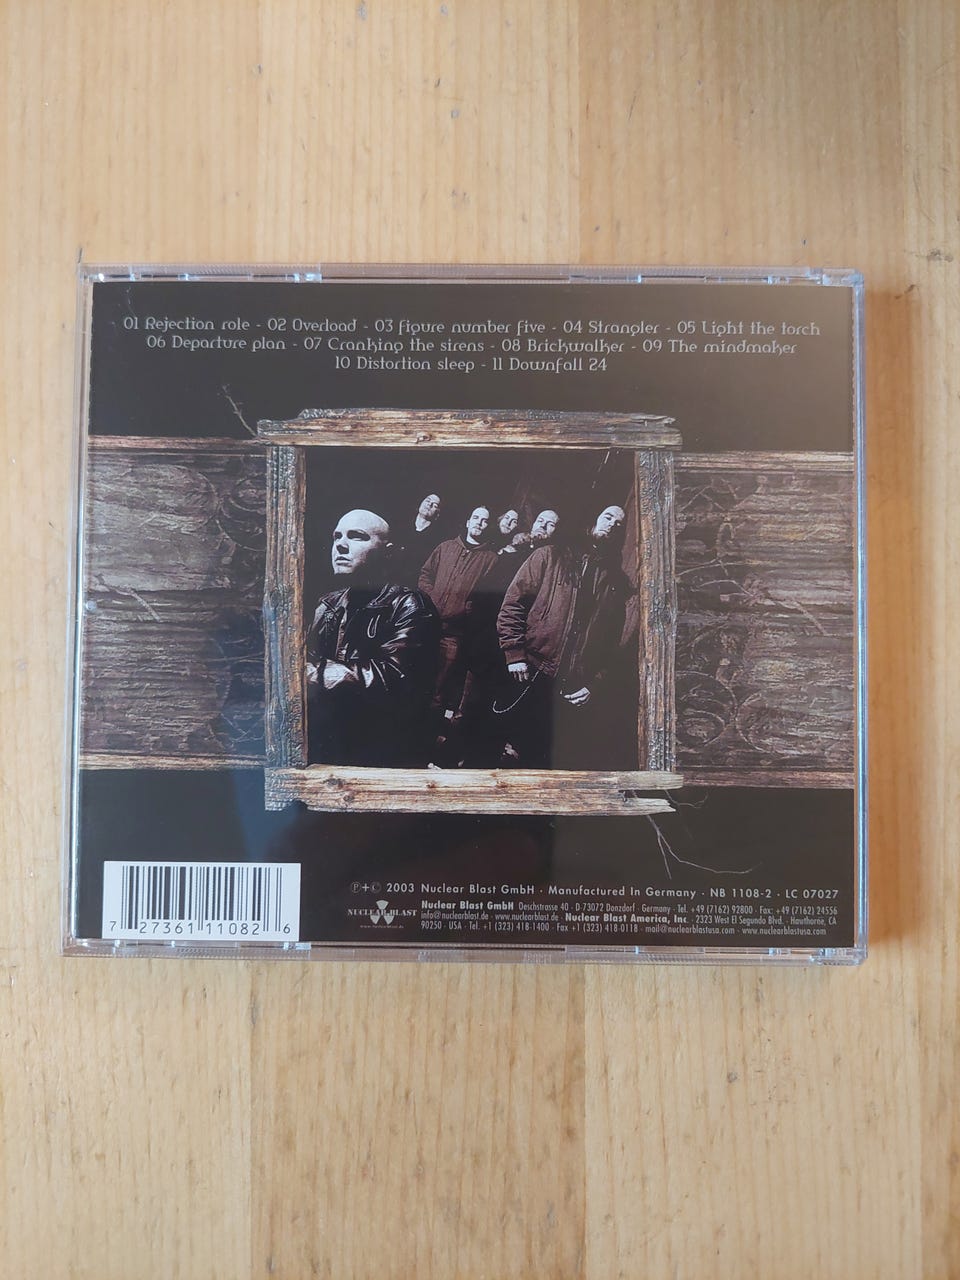 01 Rejection role - 02 Overload - 03 figure number five - 04 Strangler - 05 Light the torch
06 Departure plan - 07 Cranking the sirens - 08 Brickwalker - 09 The mindmaker
10 Distortion sleep - 11 Downfall 24
℗+© 2003 Nuclear Blast GmbH · Manufactured In Germany · NB 1108-2 · LC 07027
Nuclear Blast GmbH Deschstrasse 40 · D-73072 Donzdorf · Germany · Tel. +49 (7162) 92800 · Fax: +49 (7162) 24556
info@nuclearblast.de · www.nuclearblast.de · Nuclear Blast America, Inc. · 2323 West El Segundo Blvd. · Hawthorne, CA
90250 · USA · Tel. +1 (323) 418-1400 · Fax +1 (323) 418-0118 · mail@nuclearblastusa.com · www.nuclearblastusa.com
NUCLEAR BLAST
www.nuclearblast.de
7 27361 11082 6